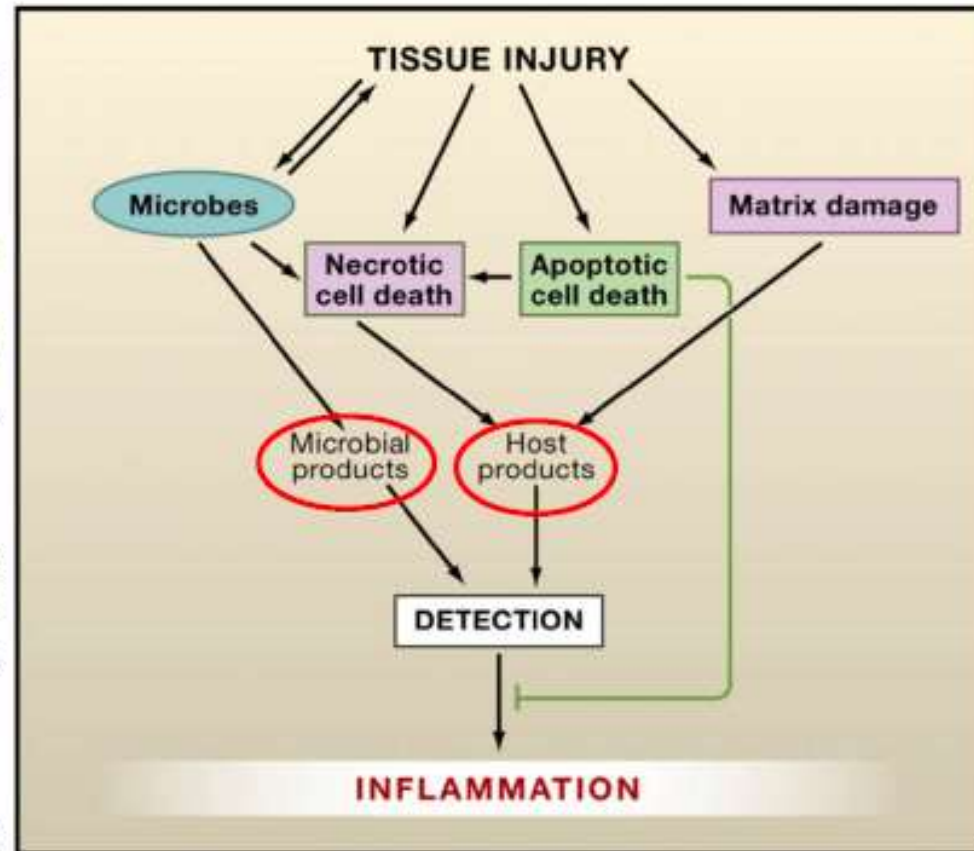 TISSUE INJURY
Microbes
Matrix damage
Necrotic
cell death
Apoptotic
cell death
Microbial
products
Host
products
DETECTION
INFLAMMATION